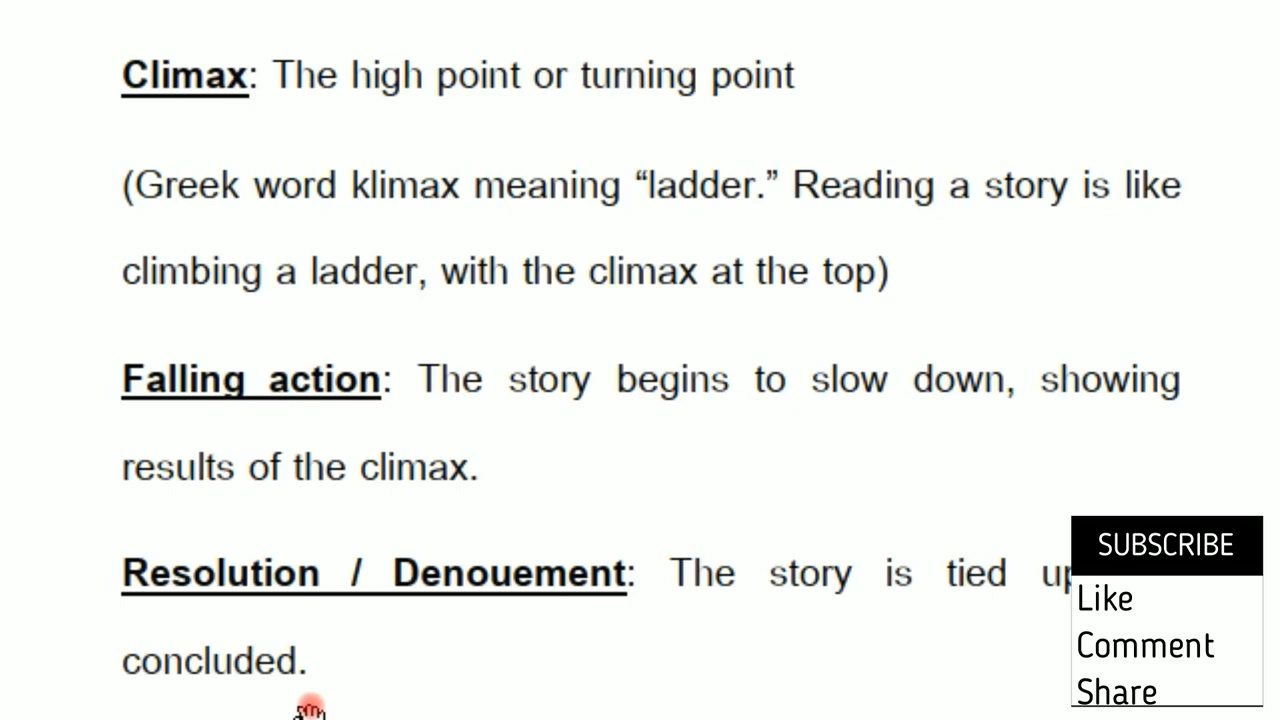 Climax: The high point or turning point
(Greek word klimax meaning “ladder.” Reading a story is like
climbing a ladder, with the climax at the top)
Falling action: The story begins to slow down, showing
results of the climax.
Resolution / Denouement: The story is tied
concluded.
SUBSCRIBE
Like
Comment
Share